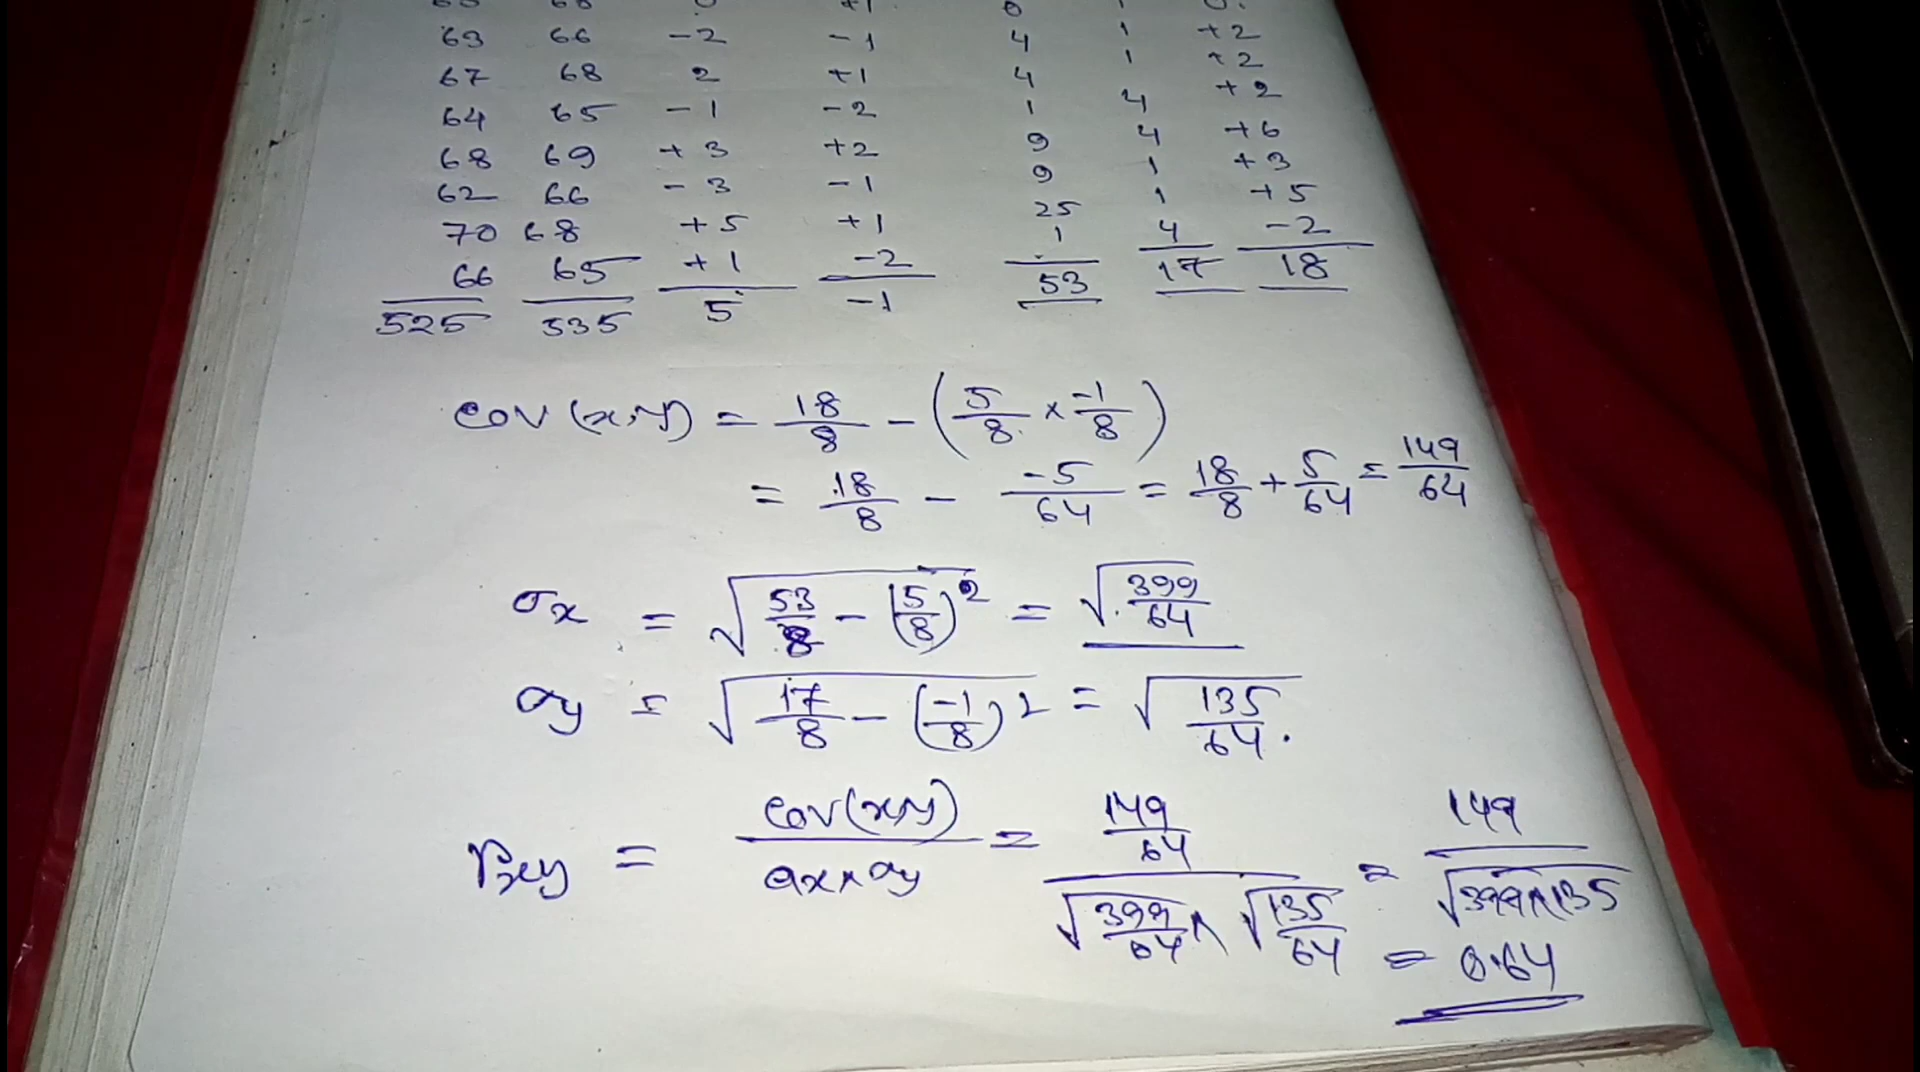 63 66 -2 -1 4 1 +2
67 68 2 +1 4 1 +2
64 65 -1 -2 1 4 +2
68 69 +3 +2 9 4 +6
62 66 -3 -1 9 1 +3
70 68 +5 +1 25 1 +5
66 65 +1 -2 1 4 -2
525 535 5 -1 53 17 18
cov(x,y) = 18/8 - (5/8 × -1/8)
= 18/8 - -5/64 = 18/8 + 5/64 = 149/64
σx = √(53/8 - (5/8)2) = √(399/64)
σy = √(17/8 - (-1/8)2) = √(135/64).
rxy = cov(x,y)/σx×σy = 149/64 / √(399/64) × √(135/64) = 149/√(399×135)
= 0.64